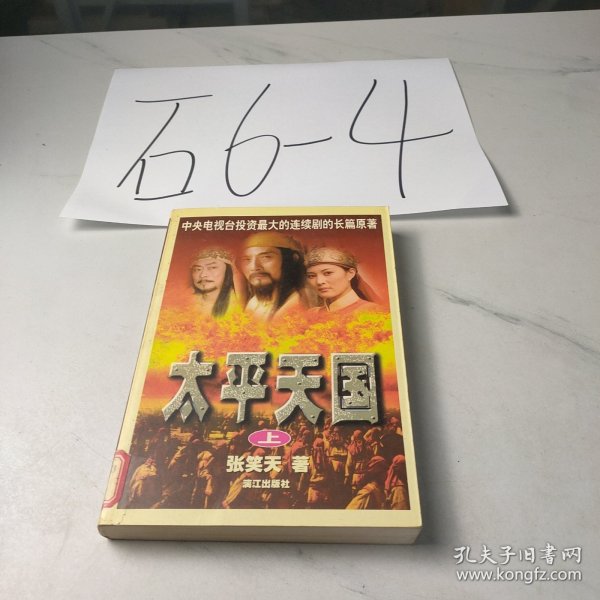 石6-4
中央电视台投资最大的连续剧的长篇原著
太平天国
上
张笑天 著
漓江出版社
孔夫子旧书网
www.kongfz.com